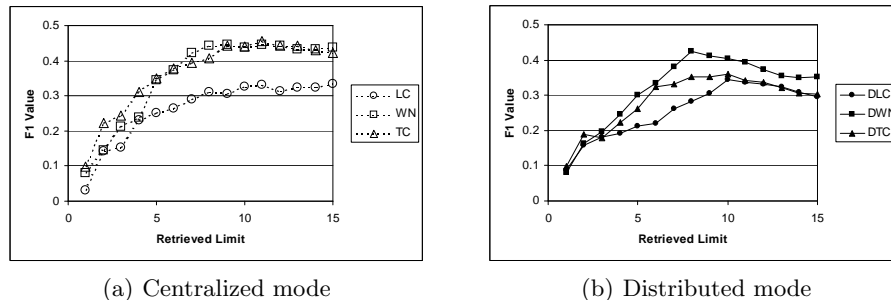 0.5
0.4
0.3
0.2
0.1
0
F1 Value
0 5 10 15
Retrieved Limit
LC
WN
TC
(a) Centralized mode
0.5
0.4
0.3
0.2
0.1
0
F1 Value
0 5 10 15
Retrieved Limit
DLC
DWN
DTC
(b) Distributed mode